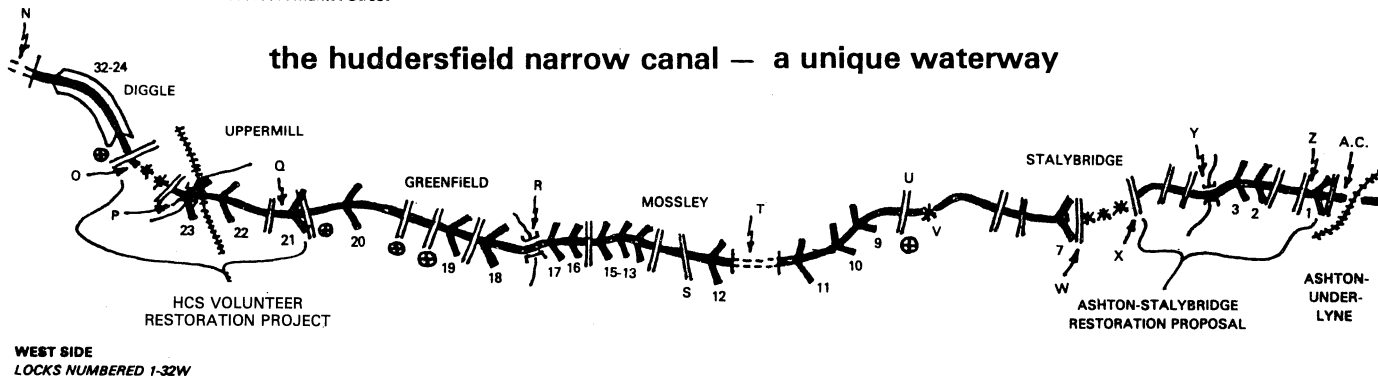 the huddersfield narrow canal — a unique waterway
N
32-24
DIGGLE
UPPERMILL
O
P
Q
23
22
21
20
GREENFiELD
R
19
18
17
16
15-13
MOSSLEY
S
12
T
11
10
9
U
V
STALYBRIDGE
7
W
X
Y
3
2
Z
1
A.C.
HCS VOLUNTEER
RESTORATION PROJECT
ASHTON-STALYBRIDGE
RESTORATION PROPOSAL
ASHTON-
UNDER-
LYNE
WEST SIDE
LOCKS NUMBERED 1-32W